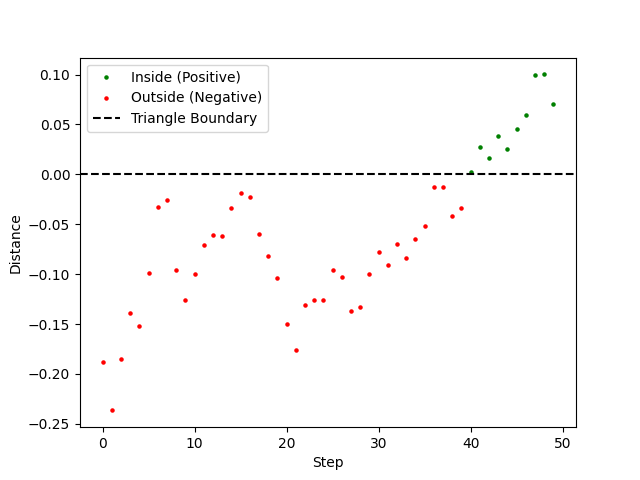 Inside (Positive)
Outside (Negative)
Triangle Boundary
0.10
0.05
0.00
−0.05
−0.10
−0.15
−0.20
−0.25
Distance
0 10 20 30 40 50
Step